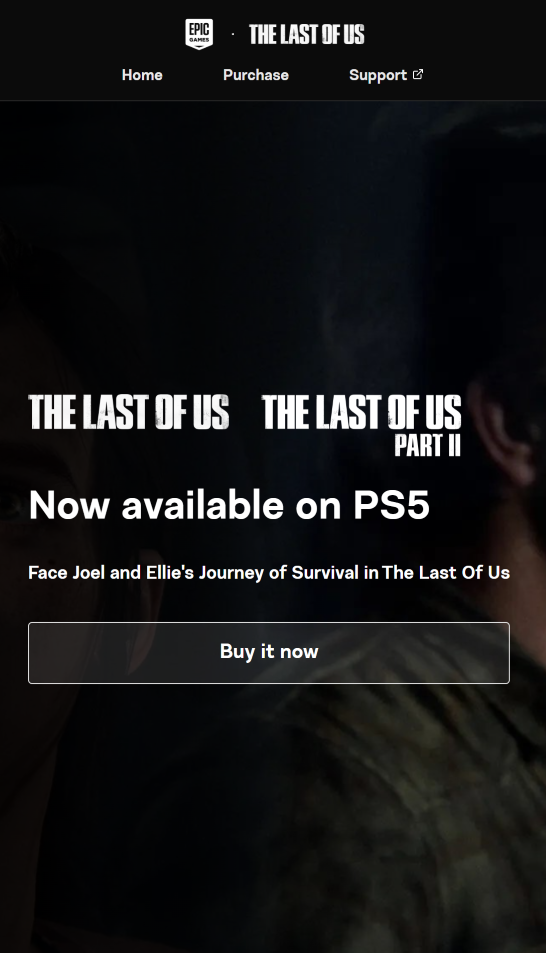 EPIC GAMES · THE LAST OF US
Home Purchase Support
THE LAST OF US THE LAST OF US PART II
Now available on PS5
Face Joel and Ellie's Journey of Survival in The Last Of Us
Buy it now